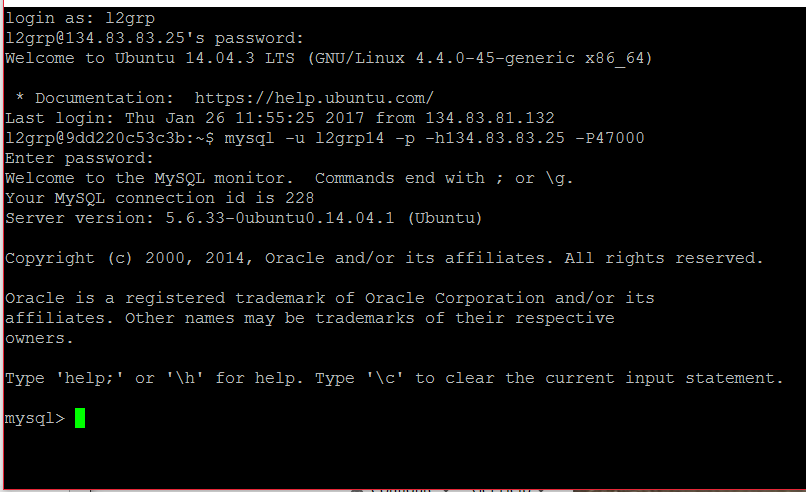 login as: l2grp
l2grp@134.83.83.25's password:
Welcome to Ubuntu 14.04.3 LTS (GNU/Linux 4.4.0-45-generic x86_64)
* Documentation:  https://help.ubuntu.com/
Last login: Thu Jan 26 11:55:25 2017 from 134.83.81.132
l2grp@9dd220c53c3b:~$ mysql -u l2grp14 -p -h134.83.83.25 -P47000
Enter password:
Welcome to the MySQL monitor.  Commands end with ; or \g.
Your MySQL connection id is 228
Server version: 5.6.33-0ubuntu0.14.04.1 (Ubuntu)
Copyright (c) 2000, 2014, Oracle and/or its affiliates. All rights reserved.
Oracle is a registered trademark of Oracle Corporation and/or its
affiliates. Other names may be trademarks of their respective
owners.
Type 'help;' or '\h' for help. Type '\c' to clear the current input statement.
mysql>